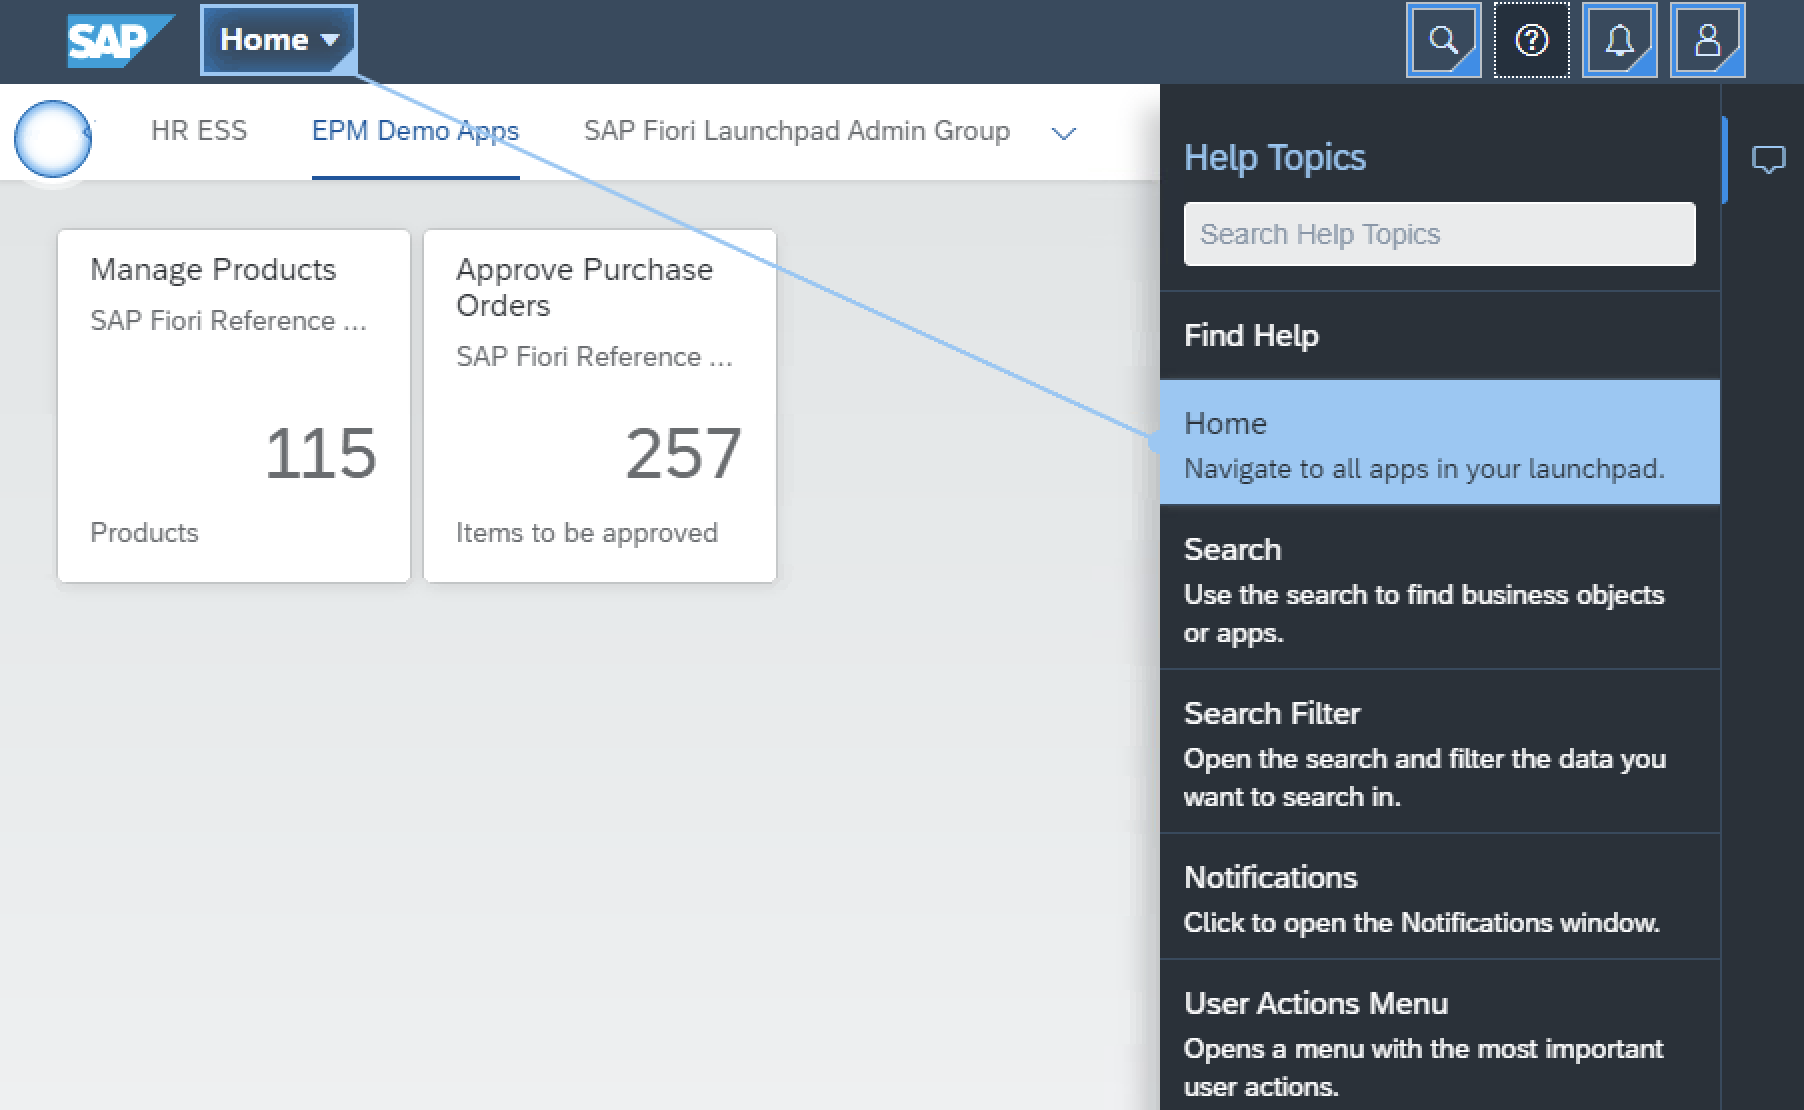 SAP Home
HR ESS EPM Demo Apps SAP Fiori Launchpad Admin Group
Manage Products
SAP Fiori Reference ...
115
Products
Approve Purchase
Orders
SAP Fiori Reference ...
257
Items to be approved
Help Topics
Search Help Topics
Find Help
Home
Navigate to all apps in your launchpad.
Search
Use the search to find business objects
or apps.
Search Filter
Open the search and filter the data you
want to search in.
Notifications
Click to open the Notifications window.
User Actions Menu
Opens a menu with the most important
user actions.